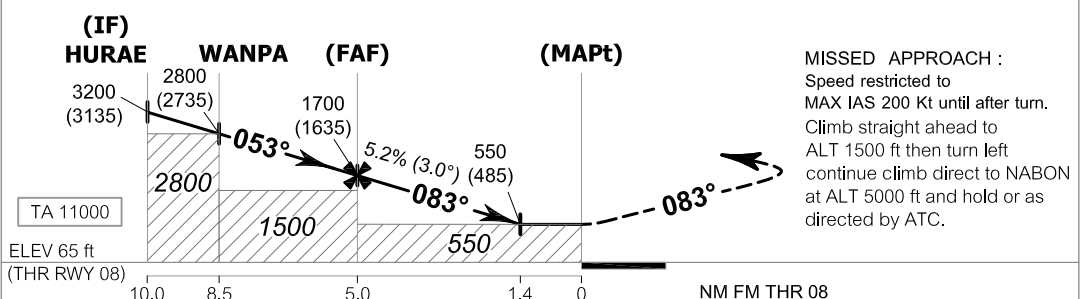 (IF)
HURAE WANPA (FAF) (MAPt)
3200
(3135)
2800
(2735)
1700
(1635)
550
(485)
053°
5.2% (3.0°)
083°
083°
2800
1500
550
TA 11000
ELEV 65 ft
(THR RWY 08)
10.0 8.5 5.0 1.4 0 NM FM THR 08
MISSED APPROACH :
Speed restricted to
MAX IAS 200 Kt until after turn.
Climb straight ahead to
ALT 1500 ft then turn left
continue climb direct to NABON
at ALT 5000 ft and hold or as
directed by ATC.